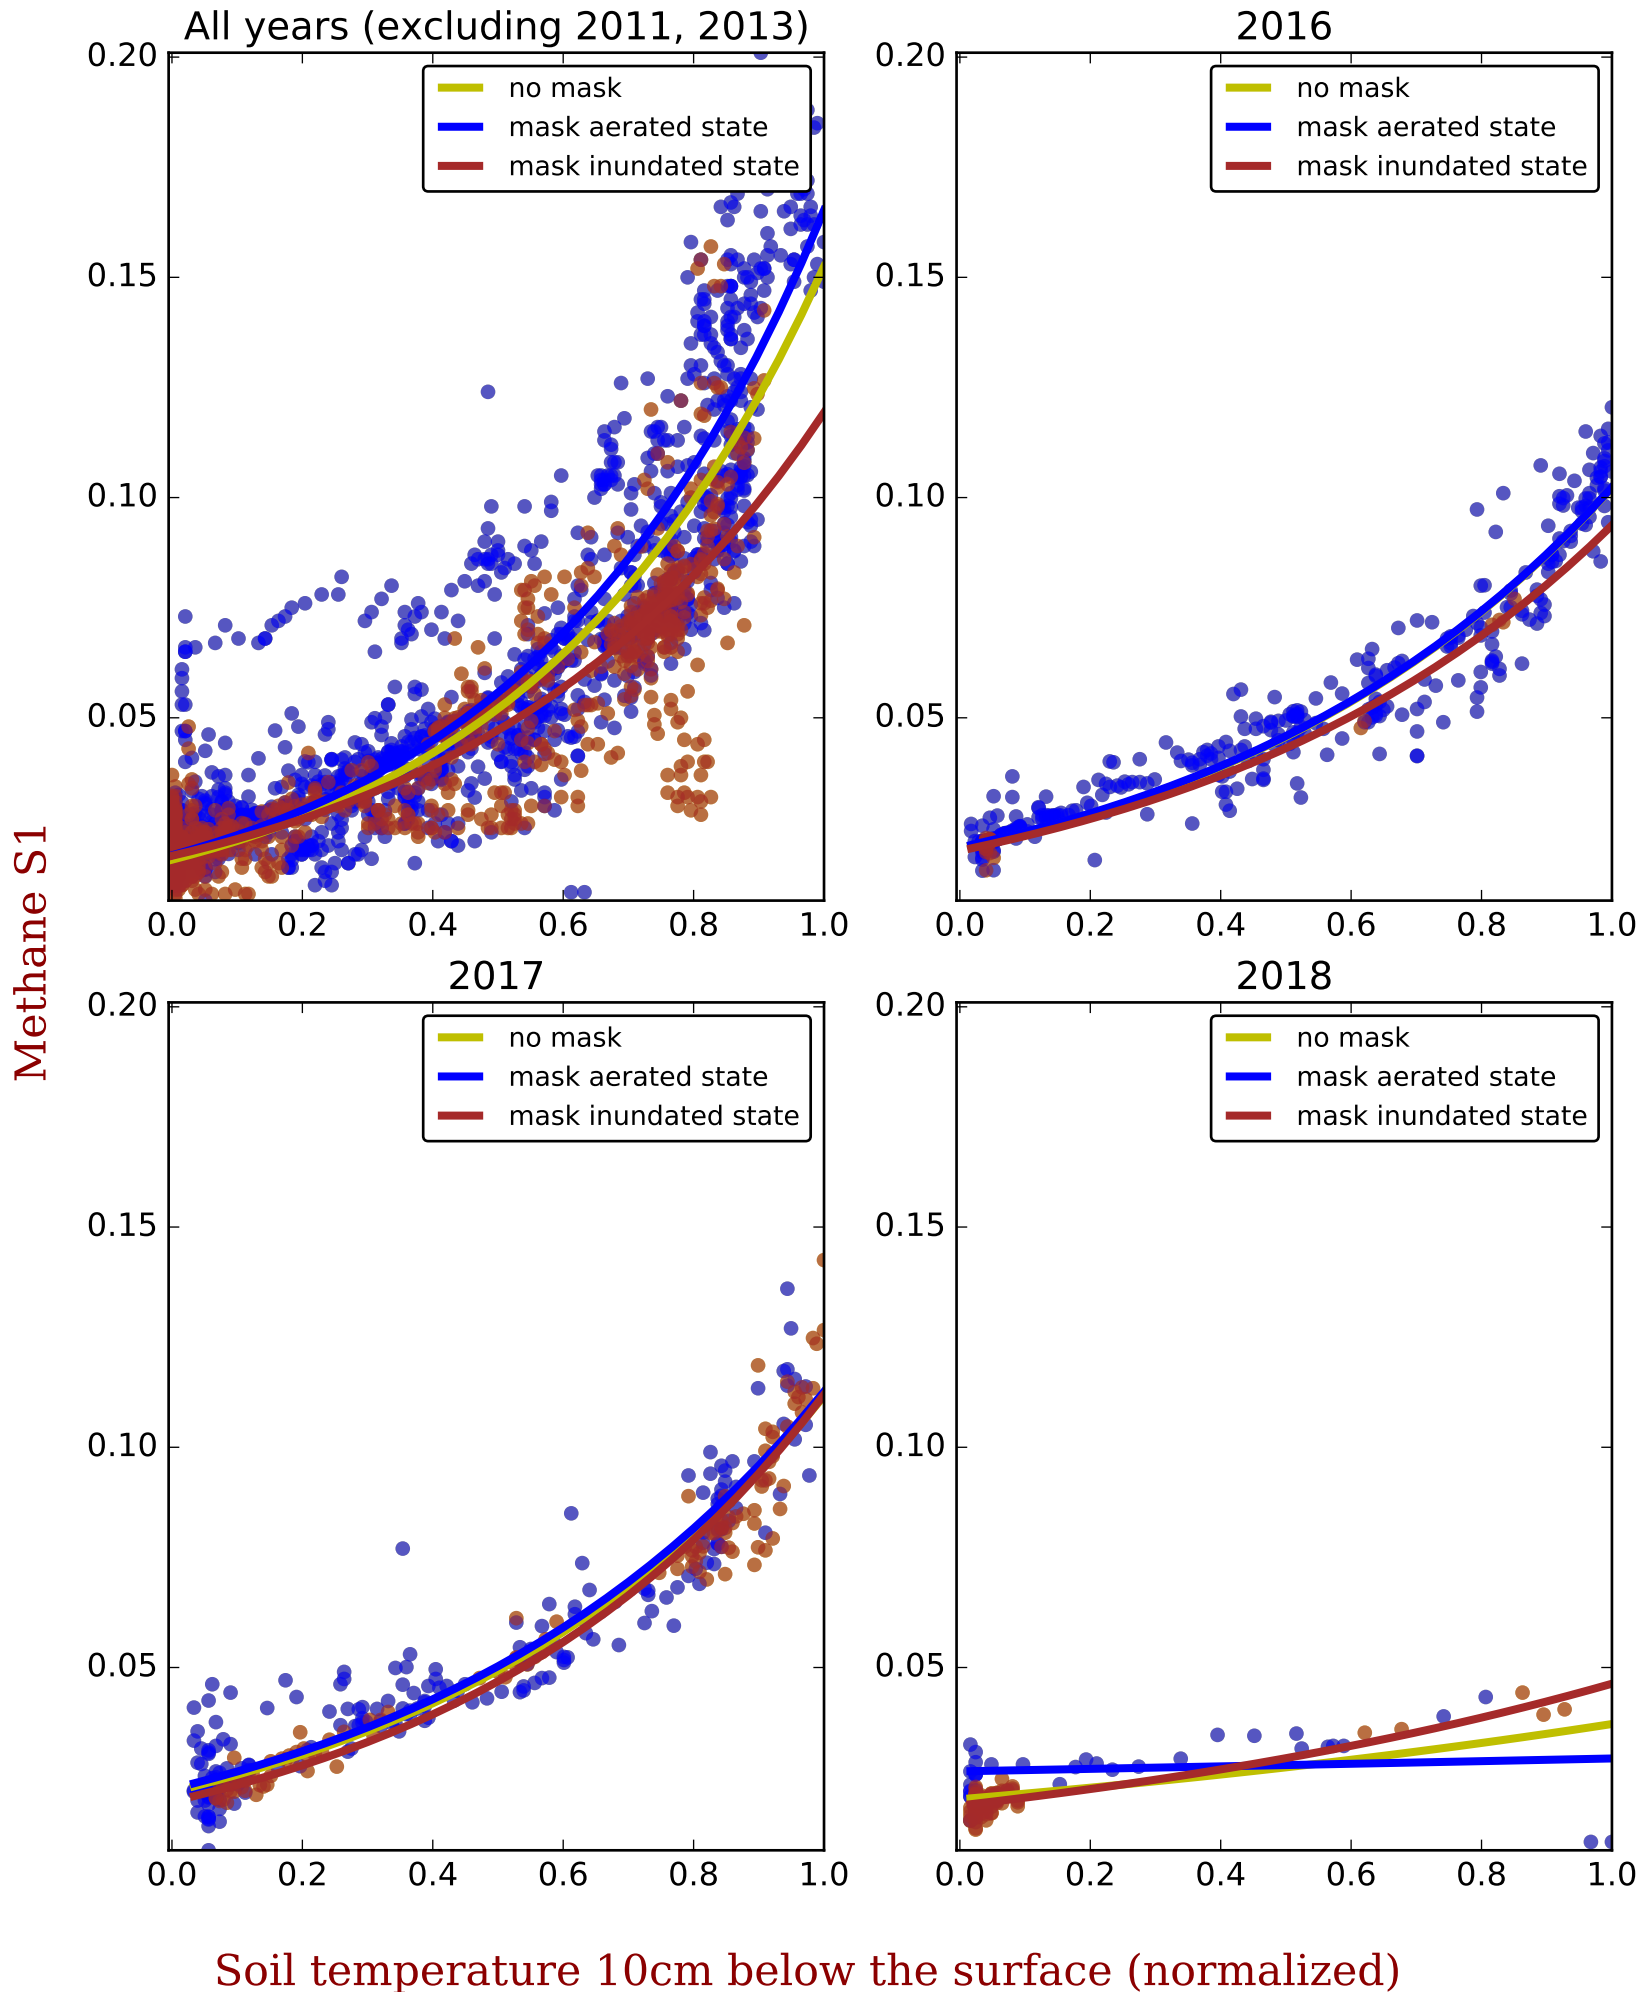 All years (excluding 2011, 2013)
0.20
0.15
0.10
0.05
no mask
mask aerated state
mask inundated state
0.0 0.2 0.4 0.6 0.8 1.0
2016
0.20
0.15
0.10
0.05
no mask
mask aerated state
mask inundated state
0.0 0.2 0.4 0.6 0.8 1.0
Methane S1
2017
0.20
0.15
0.10
0.05
no mask
mask aerated state
mask inundated state
0.0 0.2 0.4 0.6 0.8 1.0
2018
0.20
0.15
0.10
0.05
no mask
mask aerated state
mask inundated state
0.0 0.2 0.4 0.6 0.8 1.0
Soil temperature 10cm below the surface (normalized)